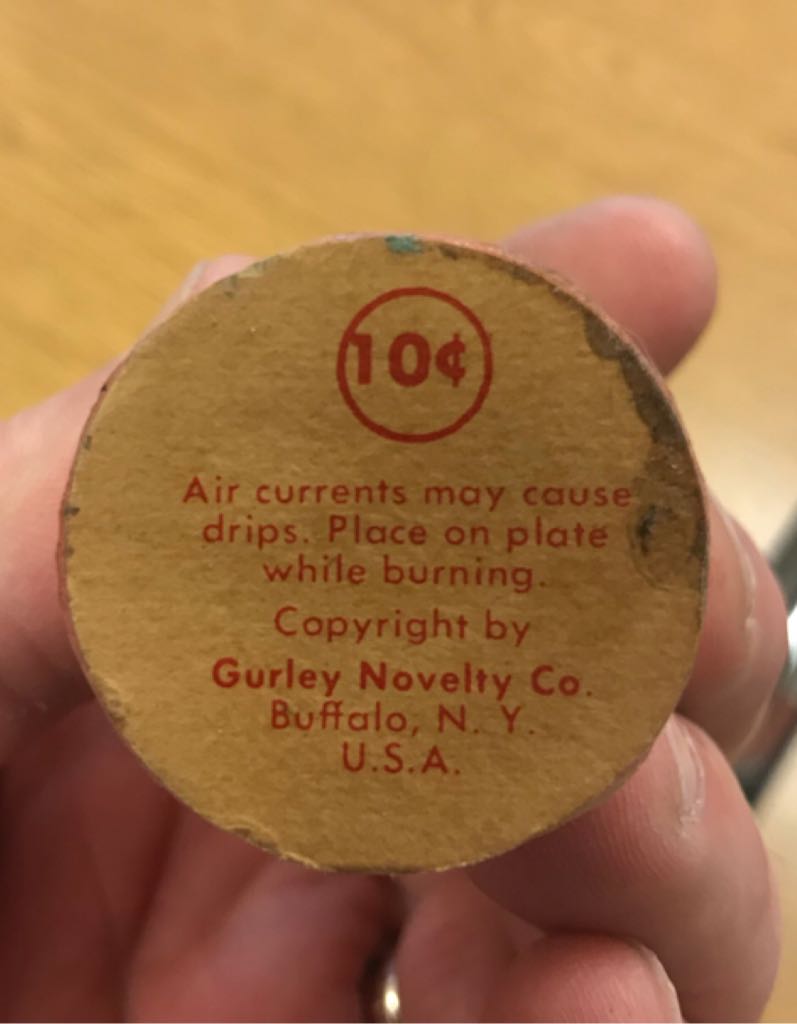 10¢
Air currents may cause
drips. Place on plate
while burning.
Copyright by
Gurley Novelty Co.
Buffalo, N. Y.
U.S.A.